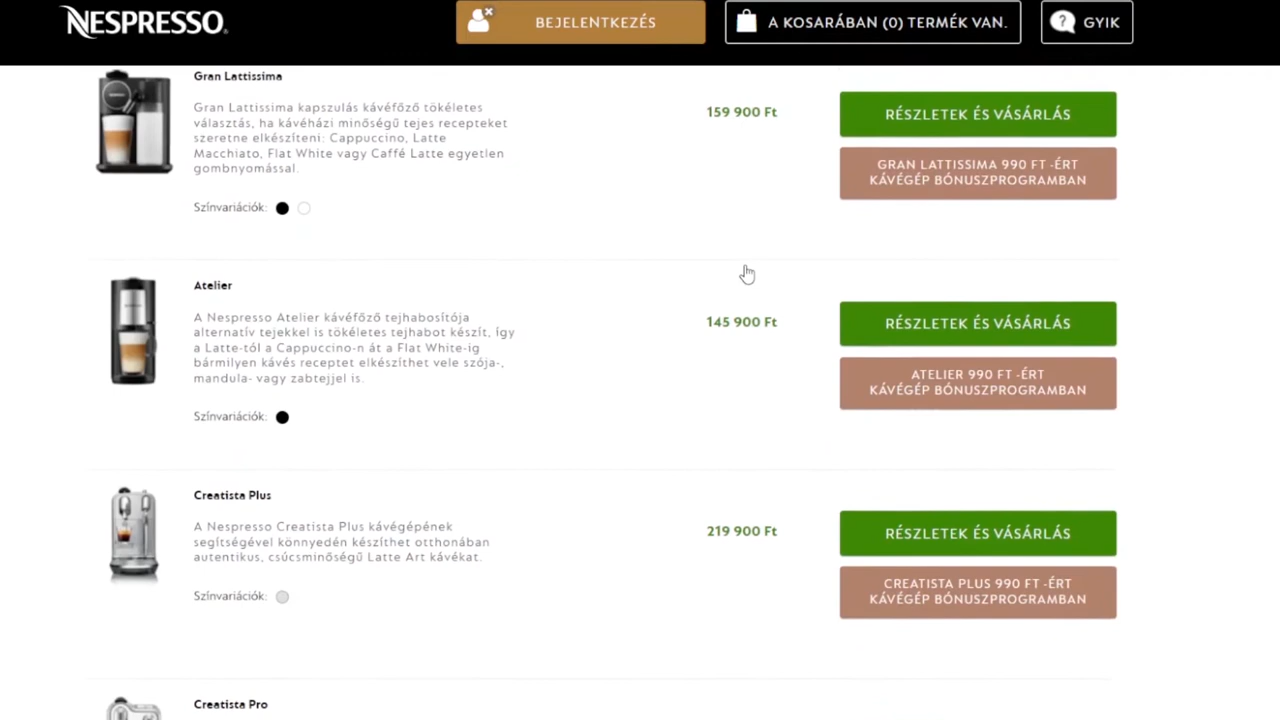 NESPRESSO.
BEJELENTKEZÉS
A KOSARÁBAN (0) TERMÉK VAN.
GYIK
Gran Lattissima
Gran Lattissima kapszulás kávéfőző tökéletes
választás, ha kávéházi minőségű tejes recepteket
szeretne elkészíteni: Cappuccino, Latte
Macchiato, Flat White vagy Caffé Latte egyetlen
gombnyomással.
Színvariációk:
159 900 Ft
RÉSZLETEK ÉS VÁSÁRLÁS
GRAN LATTISSIMA 990 FT -ÉRT
KÁVÉGÉP BÓNUSZPROGRAMBAN
Atelier
A Nespresso Atelier kávéfőző tejhabosítója
alternatív tejekkel is tökéletes tejhabot készít, így
a Latte-tól a Cappuccino-n át a Flat White-ig
bármilyen kávés receptet elkészíthet vele szója-,
mandula- vagy zabtejjel is.
Színvariációk:
145 900 Ft
RÉSZLETEK ÉS VÁSÁRLÁS
ATELIER 990 FT -ÉRT
KÁVÉGÉP BÓNUSZPROGRAMBAN
Creatista Plus
A Nespresso Creatista Plus kávégépének
segítségével könnyedén készíthet otthonában
autentikus, csúcsminőségű Latte Art kávékat.
Színvariációk:
219 900 Ft
RÉSZLETEK ÉS VÁSÁRLÁS
CREATISTA PLUS 990 FT -ÉRT
KÁVÉGÉP BÓNUSZPROGRAMBAN
Creatista Pro